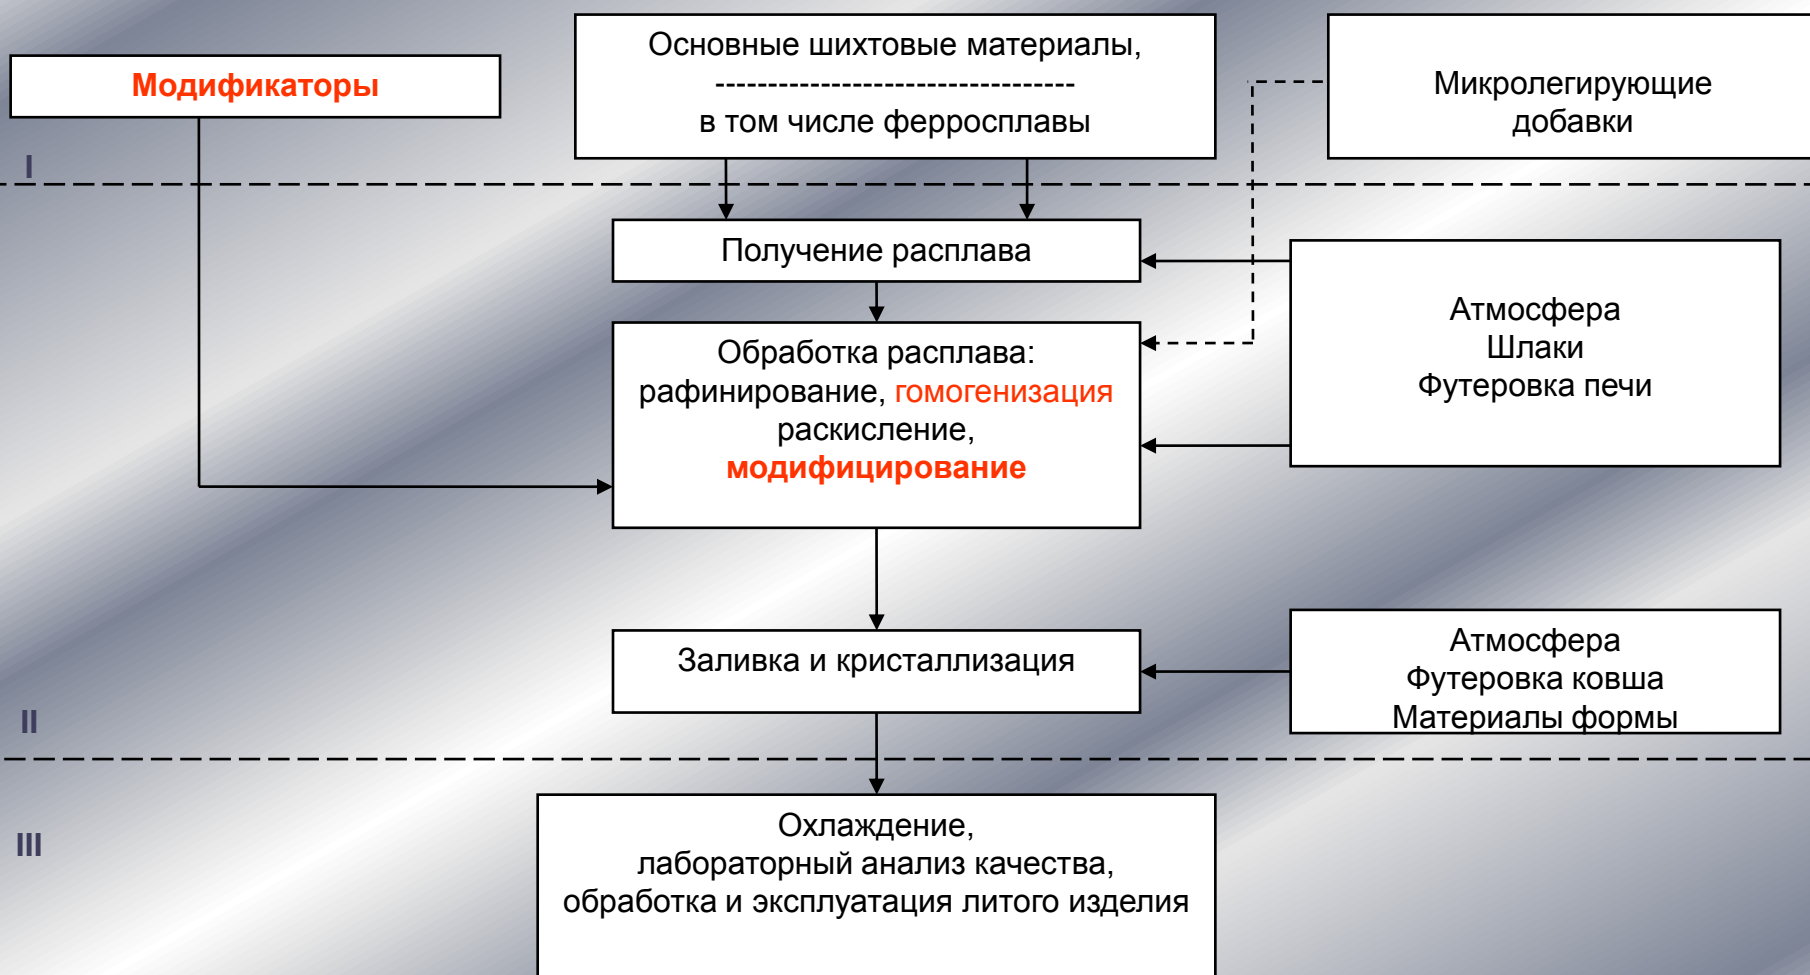 Модификаторы
Основные шихтовые материалы,
----------------------------------
в том числе ферросплавы
Микролегирующие
добавки
I
Получение расплава
Обработка расплава:
рафинирование, гомогенизация
раскисление,
модифицирование
Атмосфера
Шлаки
Футеровка печи
Заливка и кристаллизация
Атмосфера
Футеровка ковша
Материалы формы
II
III
Охлаждение,
лабораторный анализ качества,
обработка и эксплуатация литого изделия